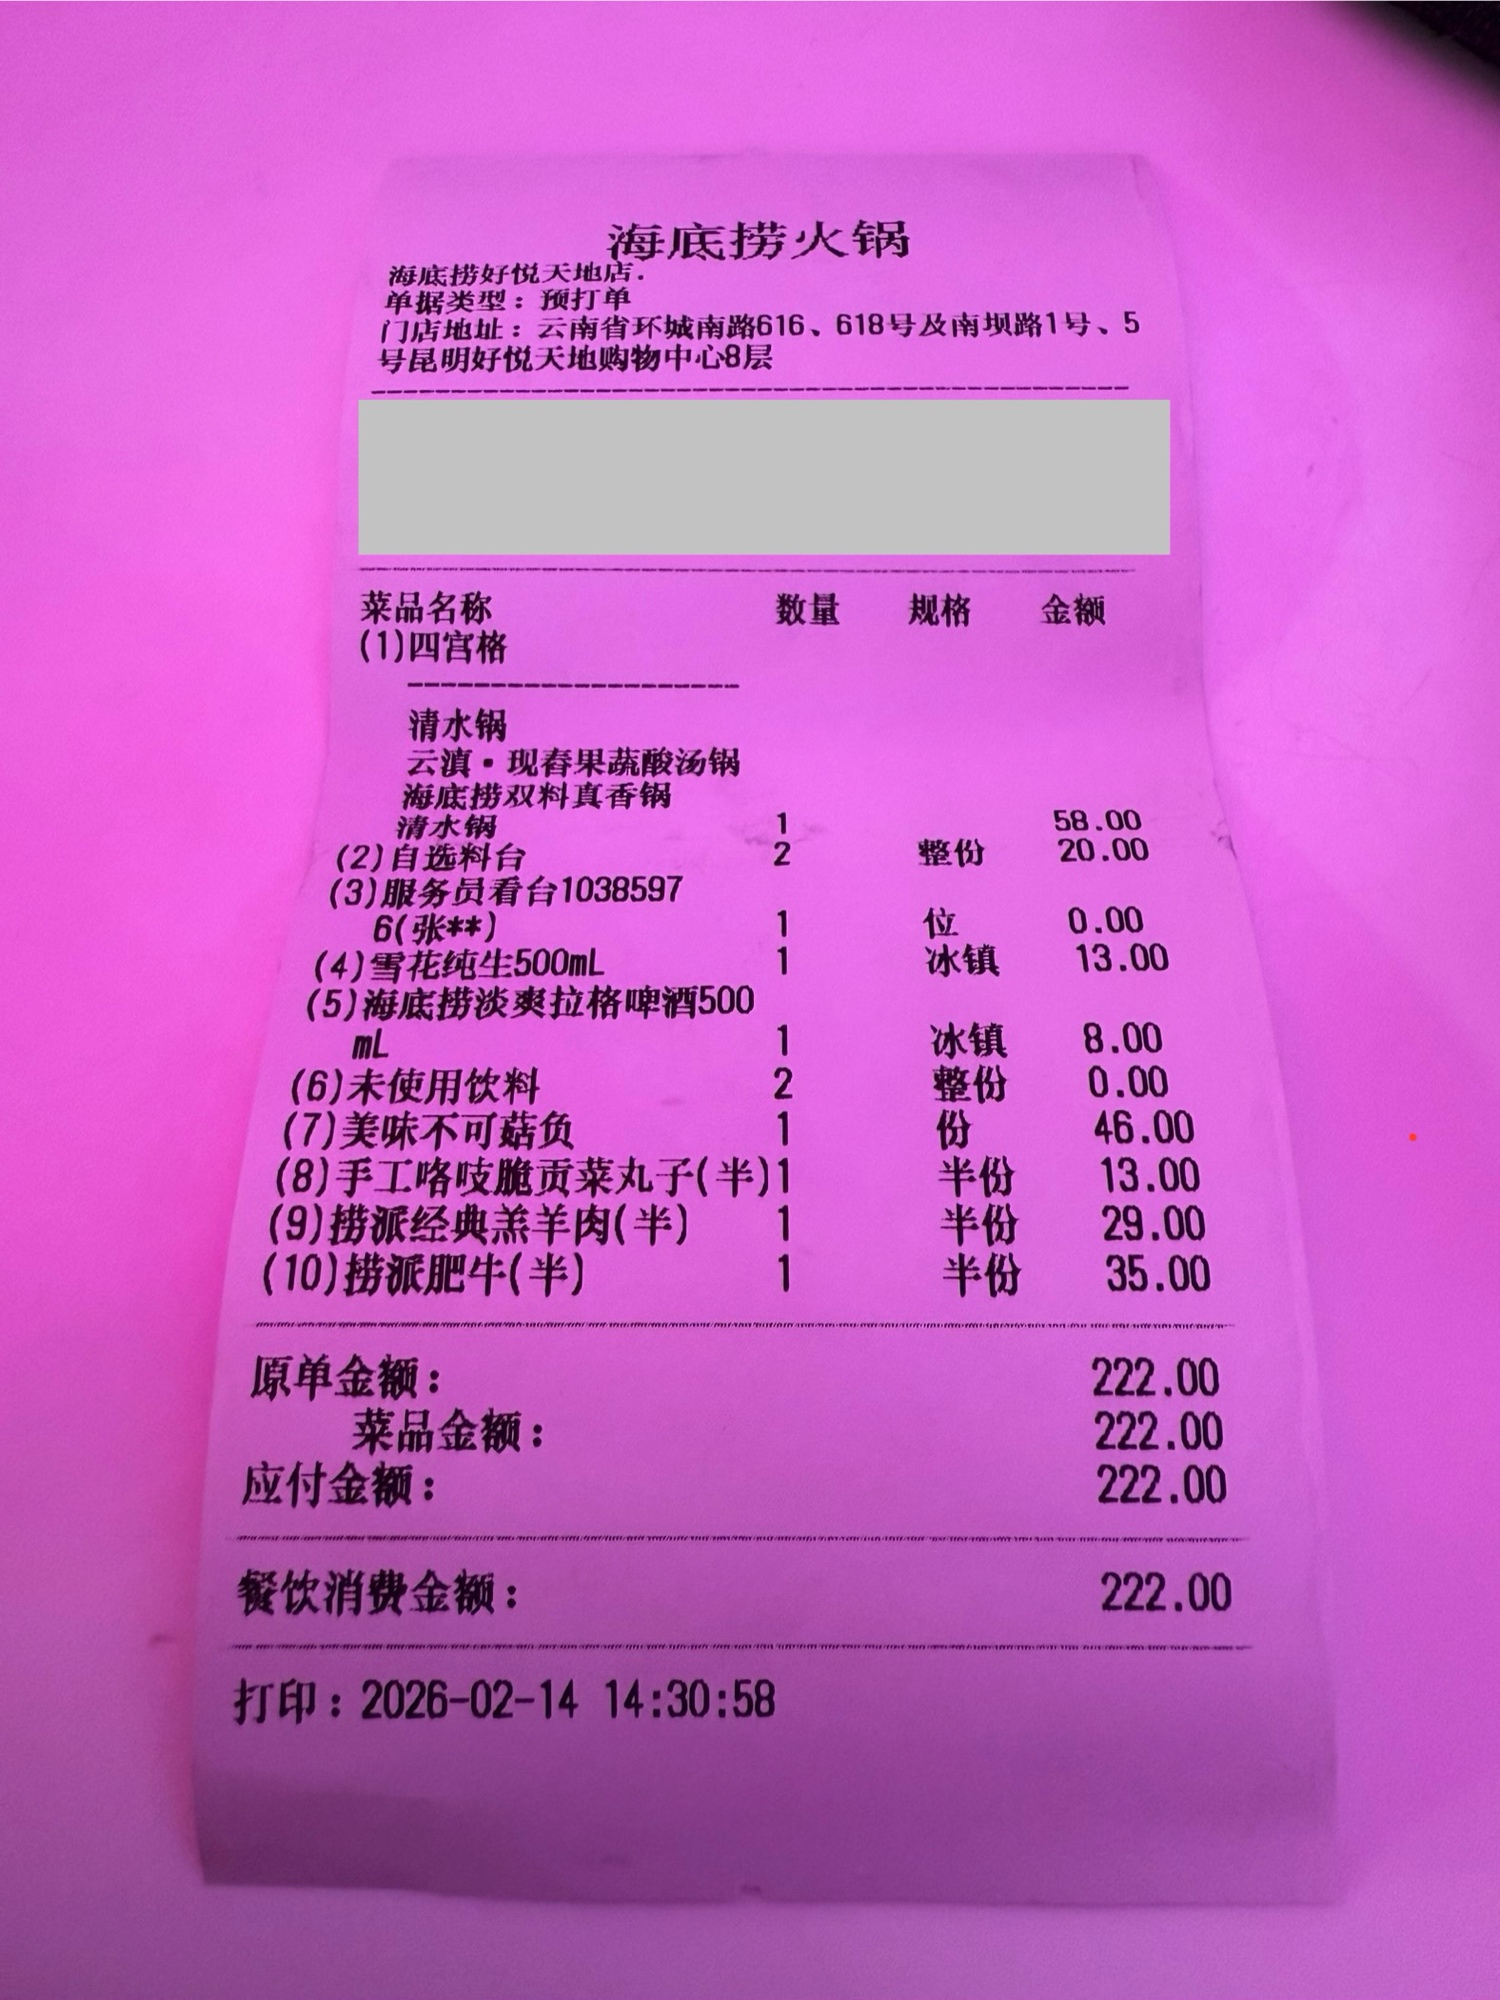 海底捞火锅
海底捞好悦天地店.
单据类型：预打单
门店地址：云南省环城南路616、618号及南坝路1号、5
号昆明好悦天地购物中心8层
菜品名称 数量 规格 金额
(1)四宫格
清水锅
云滇·现舂果蔬酸汤锅
海底捞双料真香锅
清水锅 1 58.00
(2)自选料台 2 整份 20.00
(3)服务员看台1038597
6(张**) 1 位 0.00
(4)雪花纯生500mL 1 冰镇 13.00
(5)海底捞淡爽拉格啤酒500
mL 1 冰镇 8.00
(6)未使用饮料 2 整份 0.00
(7)美味不可菇负 1 份 46.00
(8)手工咯吱脆贡菜丸子(半)1 半份 13.00
(9)捞派经典羔羊肉(半) 1 半份 29.00
(10)捞派肥牛(半) 1 半份 35.00
原单金额： 222.00
菜品金额： 222.00
应付金额： 222.00
餐饮消费金额： 222.00
打印：2026-02-14 14:30:58